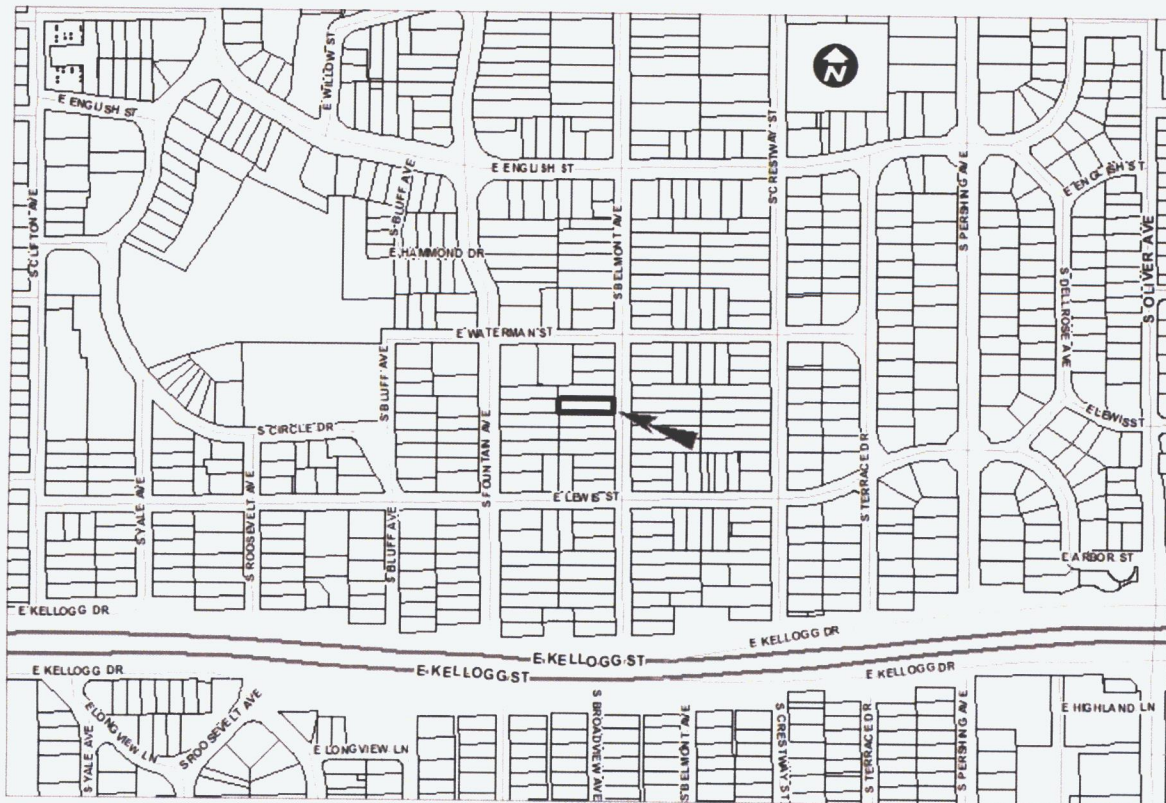 E WILLOW ST
N
E ENGLISH ST
S CLIFTON AVE
S BLUFF AVE
E ENGLISH ST
S BELMONT AVE
S CRESTWAY ST
S PERSHING AVE
E ENGLISH ST
S OLIVER AVE
E HAMMOND DR
S DELLROSE AVE
E WATERMAN ST
S BLUFF AVE
S FOUNTAIN AVE
S CIRCLE DR
E LEWIS ST
S TERRACE DR
E LEWIS ST
S YALE AVE
S ROOSEVELT AVE
S BLUFF AVE
E ARBOR ST
E KELLOGG DR
E KELLOGG DR
E KELLOGG ST
E KELLOGG DR
E KELLOGG ST
E KELLOGG DR
E LONGVIEW LN
S ROOSEVELT AVE
S YALE AVE
E LONGVIEW LN
S BROADVIEW AVE
S BELMONT AVE
S CRESTWAY ST
S TERRACE DR
S PERSHING AVE
E HIGHLAND LN